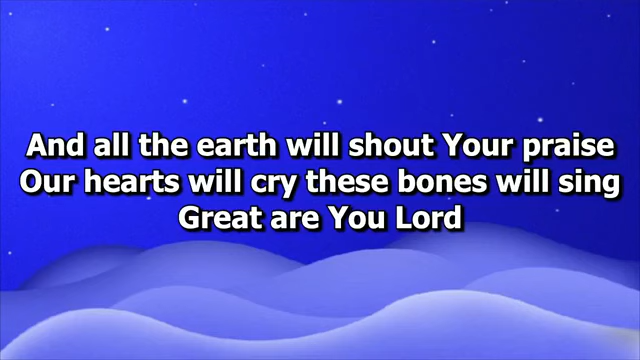 And all the earth will shout Your praise
Our hearts will cry these bones will sing
Great are You Lord